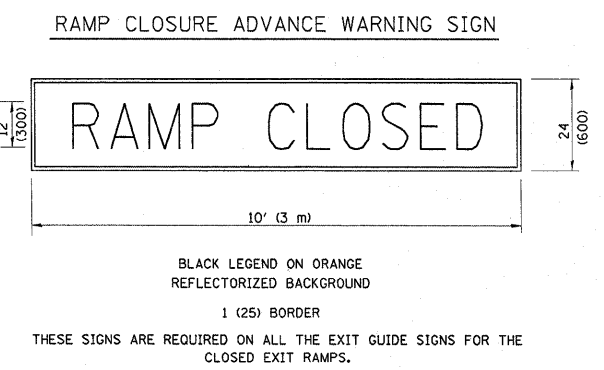 RAMP CLOSURE ADVANCE WARNING SIGN
RAMP CLOSED
12
(300)
24
(600)
10' (3 m)
BLACK LEGEND ON ORANGE
REFLECTORIZED BACKGROUND
1 (25) BORDER
THESE SIGNS ARE REQUIRED ON ALL THE EXIT GUIDE SIGNS FOR THE
CLOSED EXIT RAMPS.